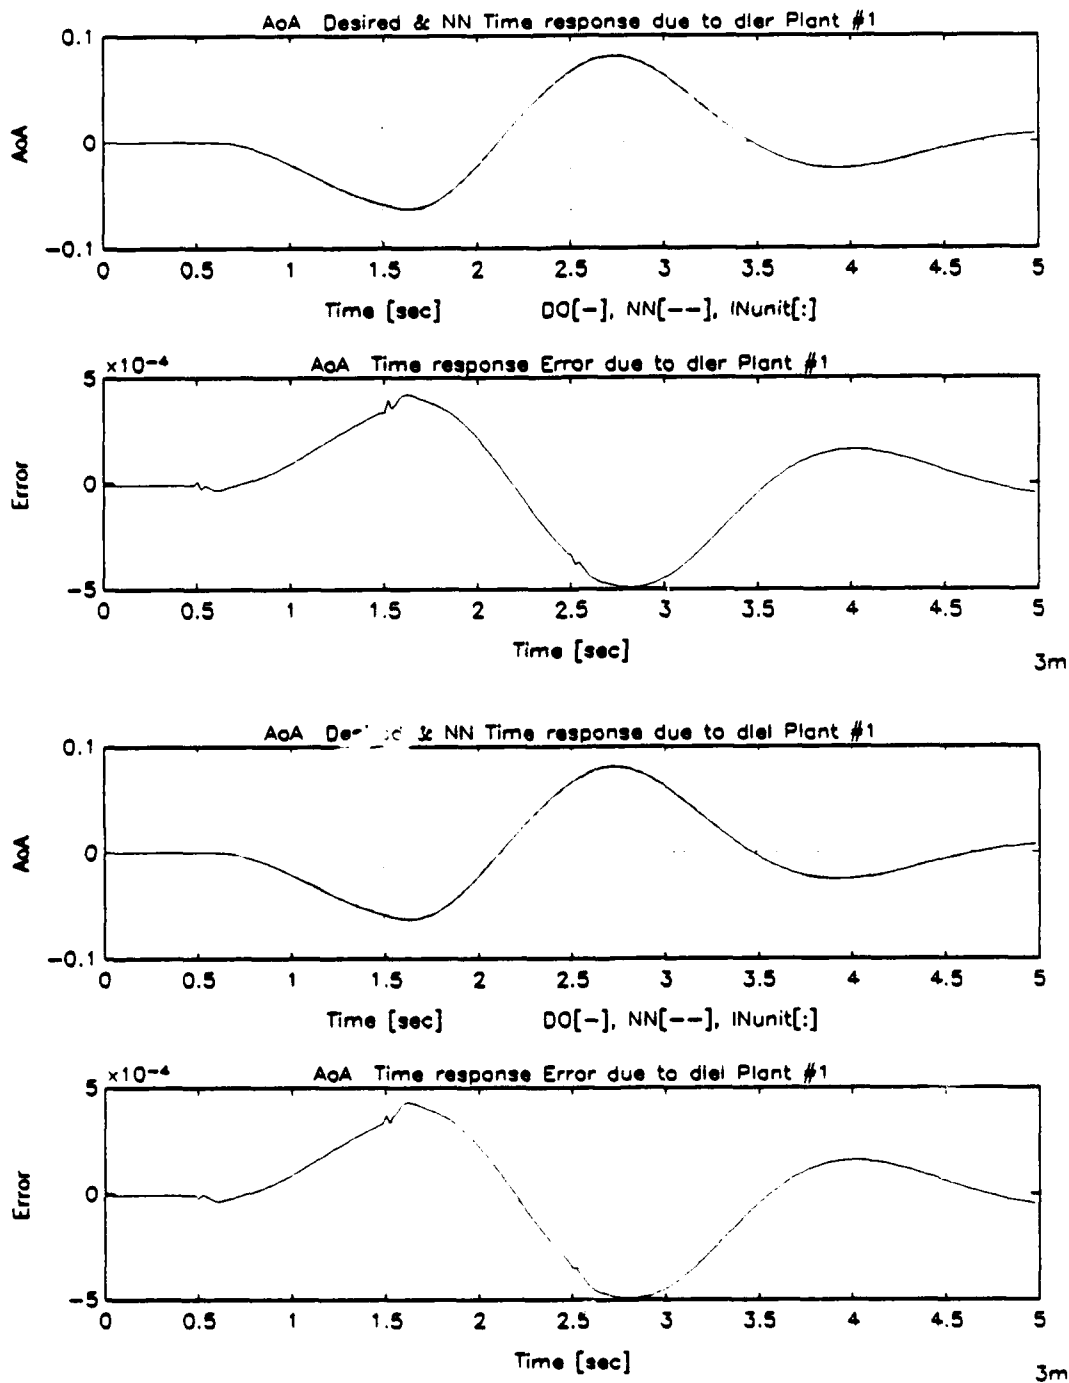 AoA Desired & NN Time response due to dler Plant #1
0.1
0
-0.1
AoA
0 0.5 1 1.5 2 2.5 3 3.5 4 4.5 5
Time [sec] DO[-], NN[--], INunit[:]
×10-4
AoA Time response Error due to dler Plant #1
5
0
-5
Error
0 0.5 1 1.5 2 2.5 3 3.5 4 4.5 5
Time [sec]
3m
AoA & NN Time response due to dlel Plant #1
0.1
0
-0.1
AoA
0 0.5 1 1.5 2 2.5 3 3.5 4 4.5 5
Time [sec] DO[-], NN[--], INunit[:]
×10-4
AoA Time response Error due to dlel Plant #1
5
0
-5
Error
0 0.5 1 1.5 2 2.5 3 3.5 4 4.5 5
Time [sec]
3m